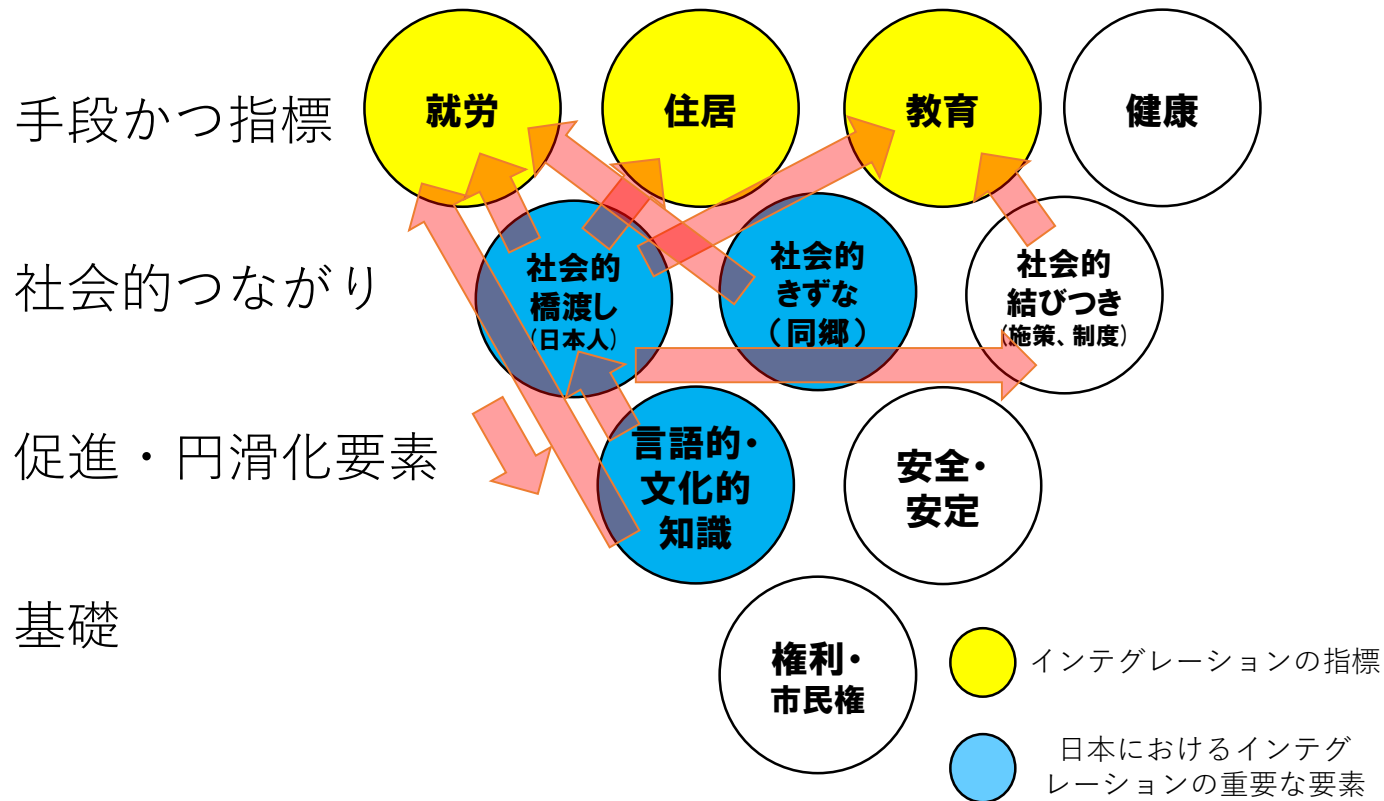 手段かつ指標
就労
住居
教育
健康
社会的つながり
社会的
橋渡し
(日本人)
社会的
きずな
(同郷)
社会的
結びつき
(施策、制度)
促進・円滑化要素
言語的・
文化的
知識
安全・
安定
基礎
権利・
市民権
インテグレーションの指標
日本におけるインテグ
レーションの重要な要素